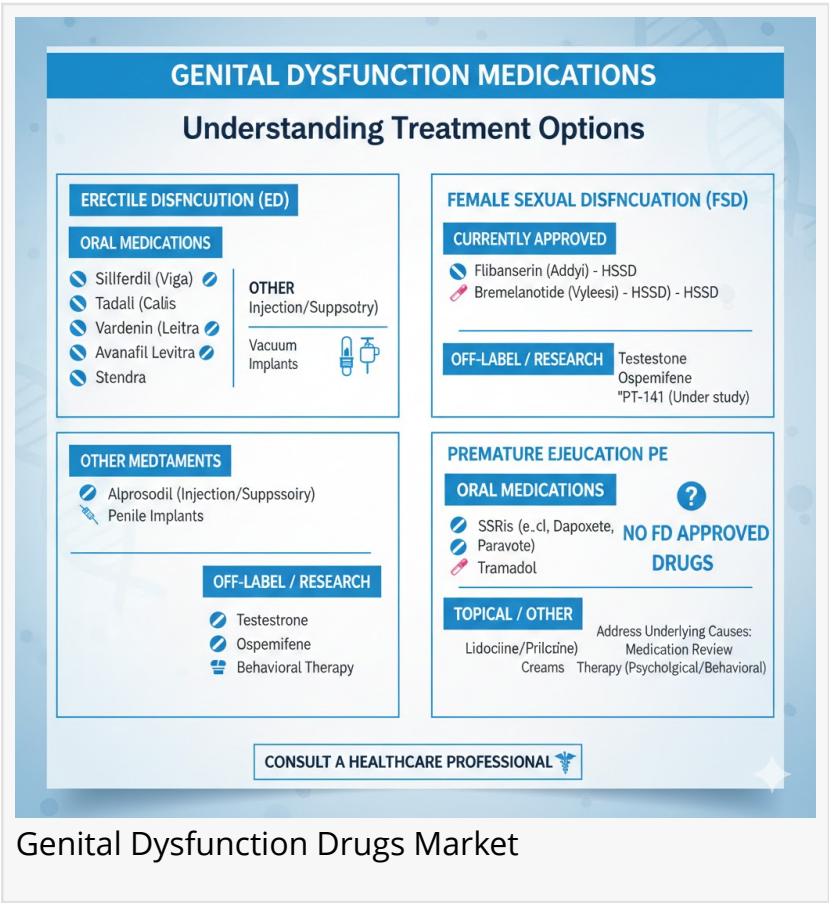 GENITAL DYSFUNCTION MEDICATIONS
Understanding Treatment Options
ERECTILE DISFNCUJTION (ED)
ORAL MEDICATIONS
Sillferdil (Viga)
Tadali (Calis
Vardenin (Leitra
Avanafil Levitra
Stendra
OTHER
Injection/Suppsotry)
Vacuum
Implants
FEMALE SEXUAL DISFNCUATION (FSD)
CURRENTLY APPROVED
Flibanserin (Addyi) - HSSD
Bremelanotide (Vyleesi) - HSSD) - HSSD
OFF-LABEL / RESEARCH
Testestone
Ospemifene
"PT-141 (Under study)
OTHER MEDTAMENTS
Alprosodil (Injection/Suppssoiry)
Penile Implants
OFF-LABEL / RESEARCH
Testestrone
Ospemifene
Behavioral Therapy
PREMATURE EJEUCATION PE
ORAL MEDICATIONS
SSRis (e..cl, Dapoxete,
Paravote)
Tramadol
?
NO FD APPROVED
DRUGS
TOPICAL / OTHER
Lidociine/Prilcɑine)
Creams
Address Underlying Causes:
Medication Review
Therapy (Psycholgical/Behavioral)
CONSULT A HEALTHCARE PROFESSIONAL
Genital Dysfunction Drugs Market